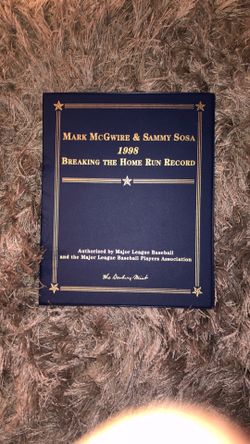 MARK MCGWIRE & SAMMY SOSA
1998
BREAKING THE HOME RUN RECORD
Authorized by Major League Baseball
and the Major League Baseball Players Association
The Danbury Mint